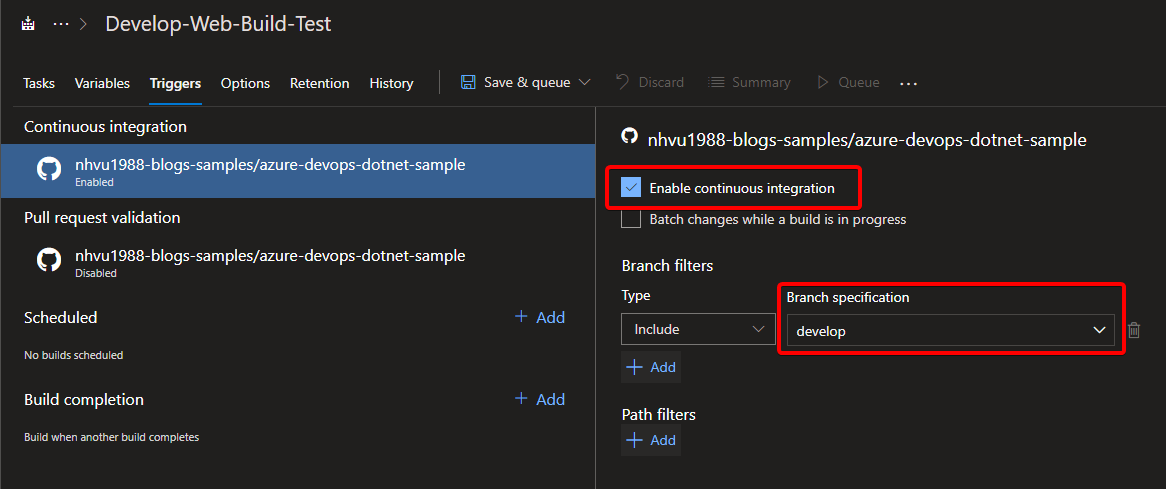 Develop-Web-Build-Test
Tasks Variables Triggers Options Retention History Save & queue Discard Summary Queue
Continuous integration
nhvu1988-blogs-samples/azure-devops-dotnet-sample
Enabled
Pull request validation
nhvu1988-blogs-samples/azure-devops-dotnet-sample
Disabled
Scheduled
Add
No builds scheduled
Build completion
Add
Build when another build completes
nhvu1988-blogs-samples/azure-devops-dotnet-sample
Enable continuous integration
Batch changes while a build is in progress
Branch filters
Type
Branch specification
Include
develop
Add
Path filters
Add